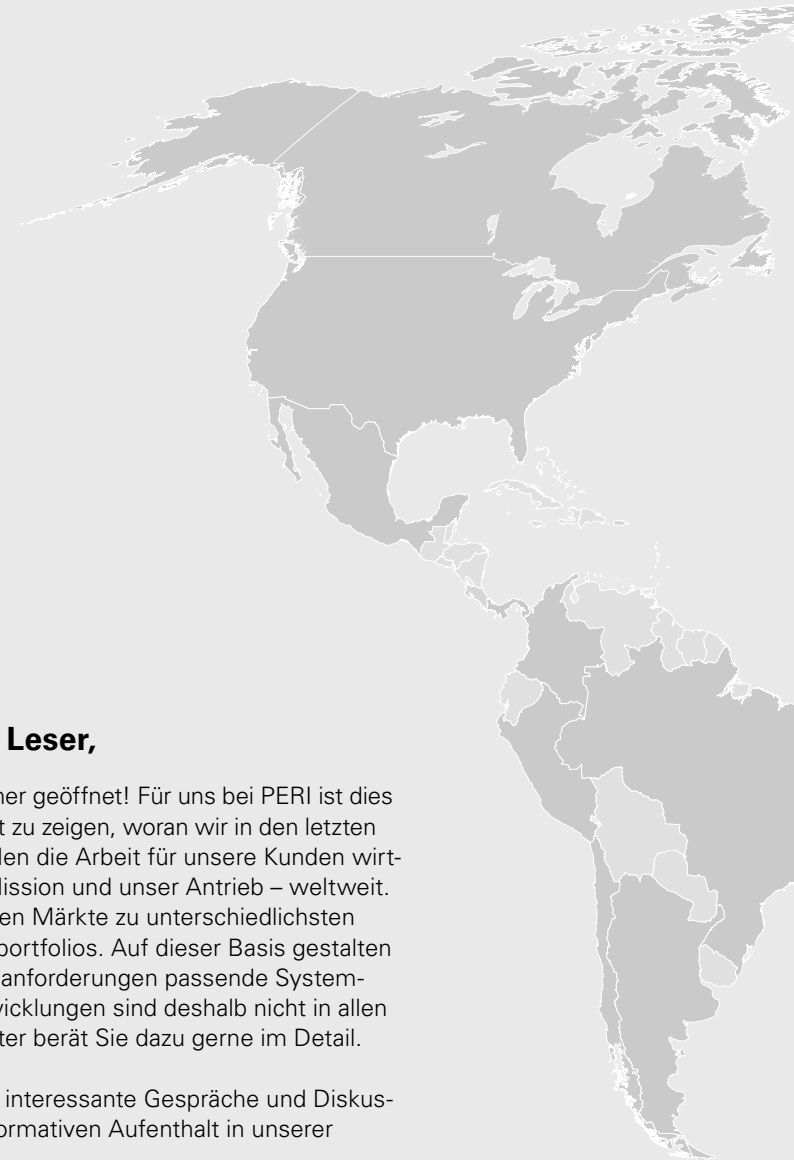 Leser,
ner geöffnet! Für uns bei PERI ist dies
t zu zeigen, woran wir in den letzten
len die Arbeit für unsere Kunden wirt-
lission und unser Antrieb – weltweit.
en Märkte zu unterschiedlichsten
portfolios. Auf dieser Basis gestalten
anforderungen passende System-
vicklungen sind deshalb nicht in allen
ter berät Sie dazu gerne im Detail.
interessante Gespräche und Diskus-
ormativen Aufenthalt in unserer